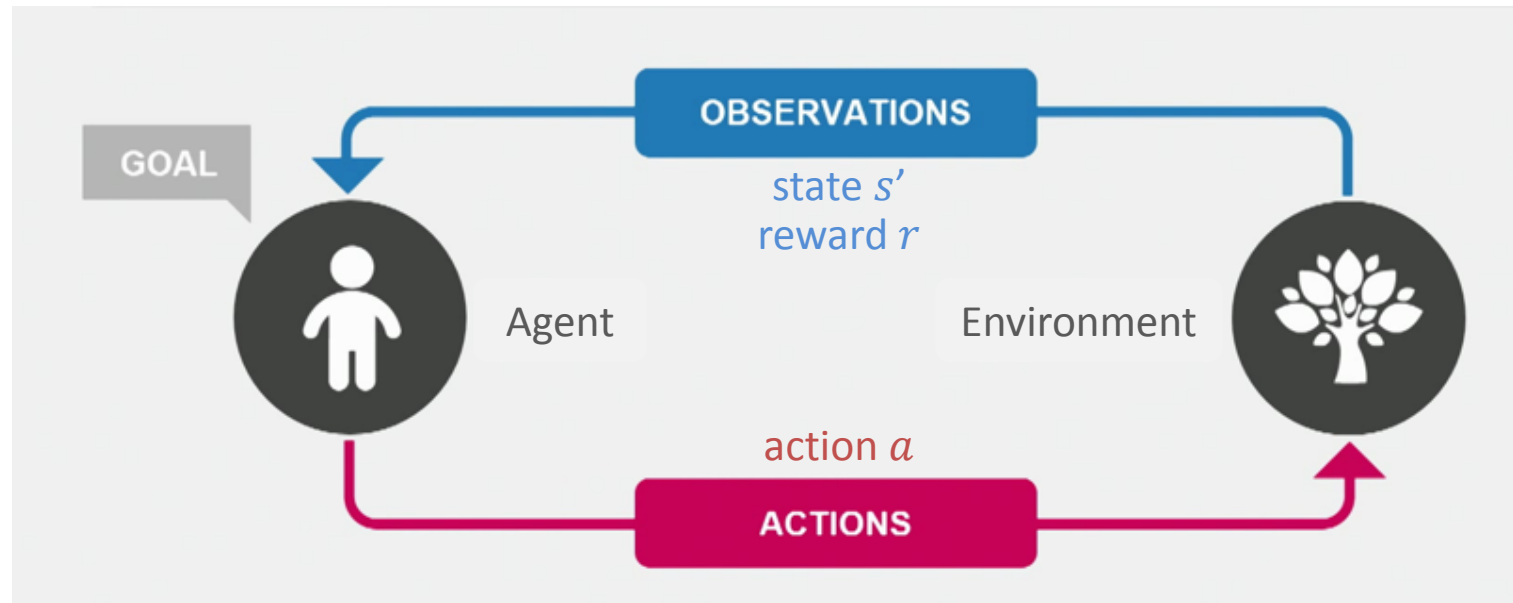 OBSERVATIONS
GOAL
state s’
reward r
Agent
Environment
action a
ACTIONS